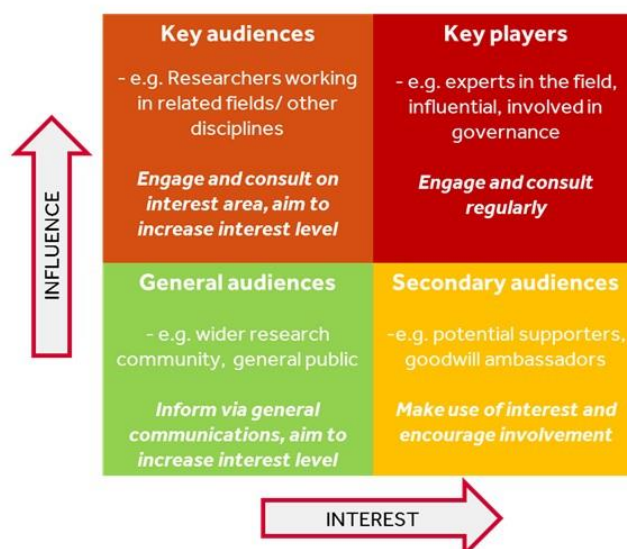 Key audiences
- e.g. Researchers working
in related fields/ other
disciplines
Engage and consult on
interest area, aim to
increase interest level
Key players
- e.g. experts in the field,
influential, involved in
governance
Engage and consult
regularly
INFLUENCE
General audiences
- e.g. wider research
community, general public
Inform via general
communications, aim to
increase interest level
Secondary audiences
-e.g. potential supporters,
goodwill ambassadors
Make use of interest and
encourage involvement
INTEREST